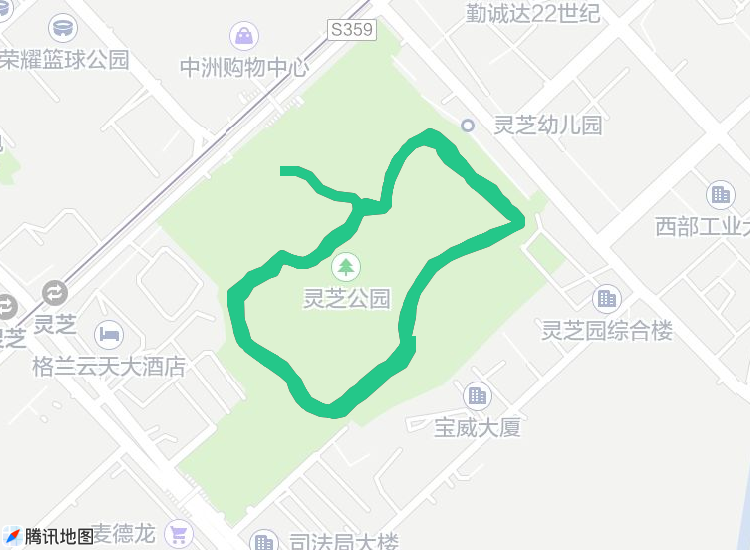 勤诚达22世纪
S359
荣耀篮球公园
中洲购物中心
灵芝幼儿园
西部工业大
灵芝公园
灵芝
灵芝
灵芝园综合楼
格兰云天大酒店
宝威大厦
麦德龙
腾讯地图
司法局大楼